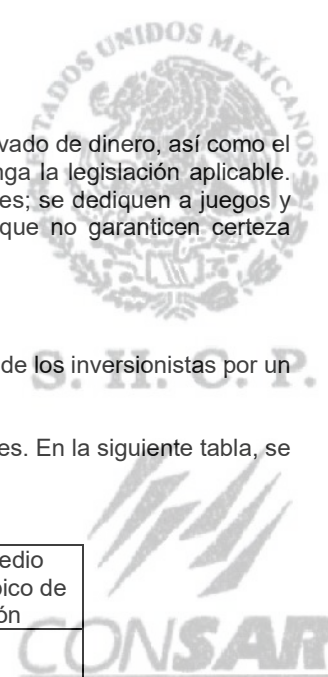 UNIDOS MEXICANOS
vado de dinero, así como el
nga la legislación aplicable.
es; se dediquen a juegos y
que no garanticen certeza
de los inversionistas por un
S. H. C. P.
es. En la siguiente tabla, se
edio
pico de
ón
CONSAR